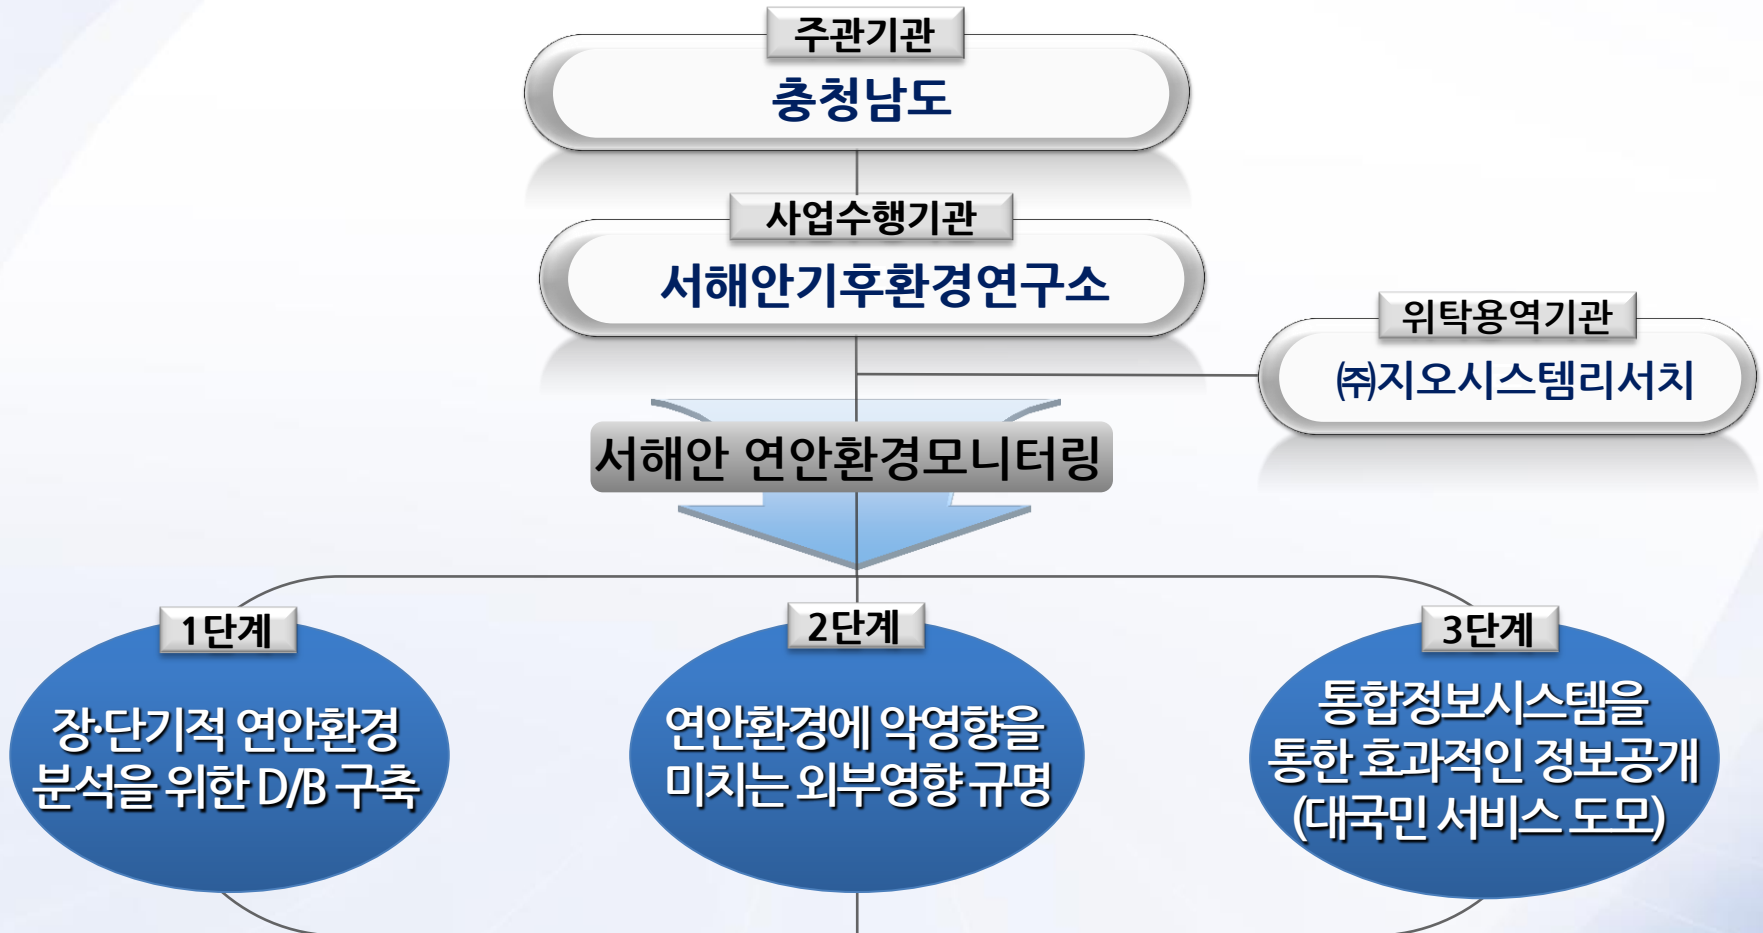 주관기관
충청남도
사업수행기관
서해안기후환경연구소
위탁용역기관
㈜지오시스템리서치
서해안 연안환경모니터링
1단계
장·단기적 연안환경
분석을 위한 D/B 구축
2단계
연안환경에 악영향을
미치는 외부영향 규명
3단계
통합정보시스템을
통한 효과적인 정보공개
(대국민 서비스 도모)